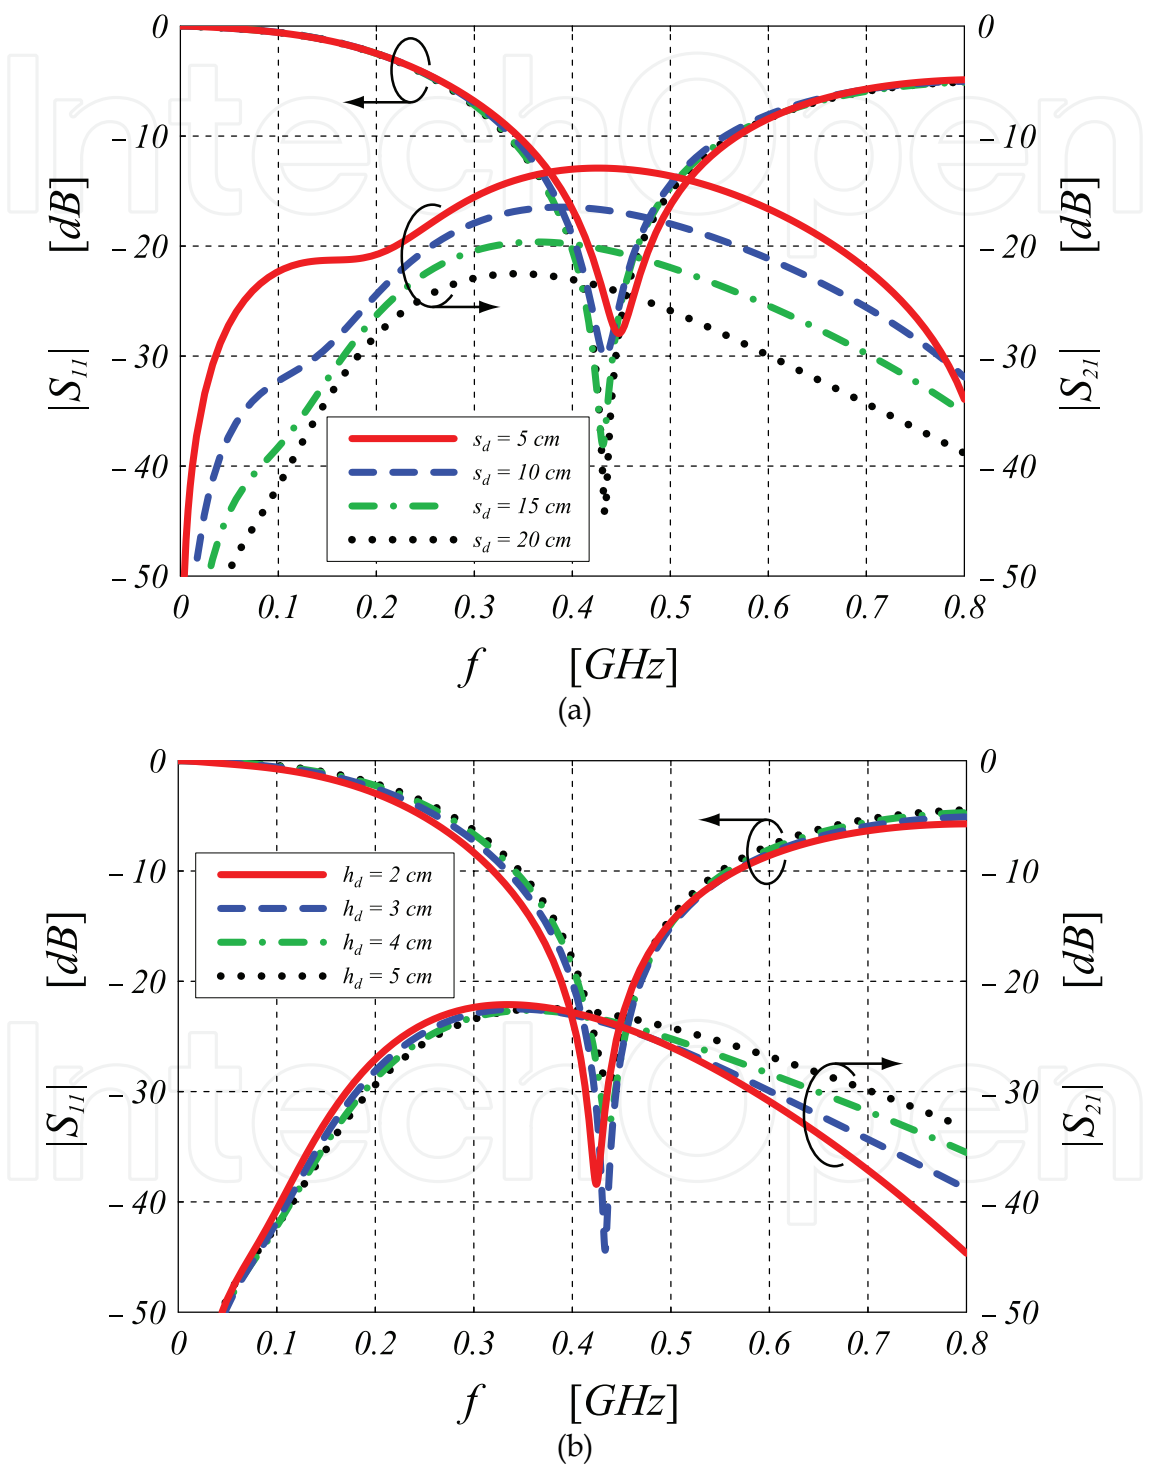 0
0
− 10
− 10
− 20
− 20
− 30
− 30
− 40
− 40
− 50
− 50
|S11| [dB]
|S21| [dB]
sd = 5 cm
sd = 10 cm
sd = 15 cm
sd = 20 cm
0 0.1 0.2 0.3 0.4 0.5 0.6 0.7 0.8
f [GHz]
(a)
0
0
− 10
− 10
− 20
− 20
− 30
− 30
− 40
− 40
− 50
− 50
|S11| [dB]
|S21| [dB]
hd = 2 cm
hd = 3 cm
hd = 4 cm
hd = 5 cm
0 0.1 0.2 0.3 0.4 0.5 0.6 0.7 0.8
f [GHz]
(b)
IntechOpen
IntechOpen